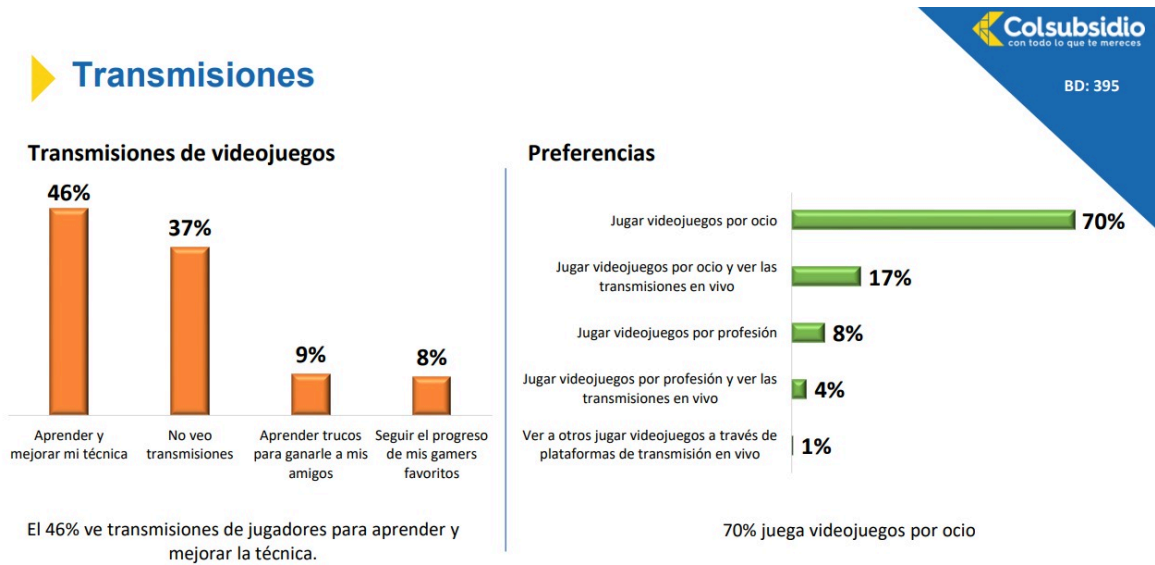 Colsubsidio
con todo lo que te mereces
Transmisiones
BD: 395
Transmisiones de videojuegos
46%
37%
9%
8%
Aprender y
mejorar mi técnica
No veo
transmisiones
Aprender trucos
para ganarle a mis
amigos
Seguir el progreso
de mis gamers
favoritos
El 46% ve transmisiones de jugadores para aprender y
mejorar la técnica.
Preferencias
Jugar videojuegos por ocio
70%
Jugar videojuegos por ocio y ver las
transmisiones en vivo
17%
Jugar videojuegos por profesión
8%
Jugar videojuegos por profesión y ver las
transmisiones en vivo
4%
Ver a otros jugar videojuegos a través de
plataformas de transmisión en vivo
1%
70% juega videojuegos por ocio